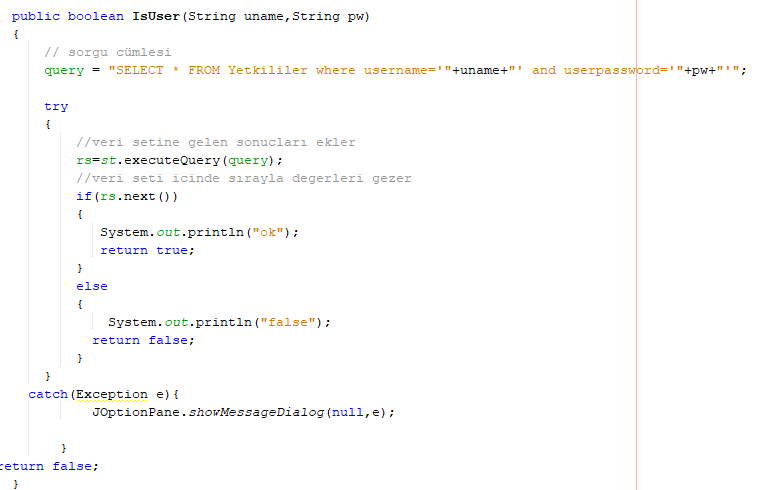 public boolean IsUser(String uname,String pw)
{
// sorgu cümlesi
query = "SELECT * FROM Yetkililer where username='"+uname+"' and userpassword='"+pw+"'";
try
{
//veri setine gelen sonucları ekler
rs=st.executeQuery(query);
//veri seti icinde sırayla degerleri gezer
if(rs.next())
{
System.out.println("ok");
return true;
}
else
{
System.out.println("false");
return false;
}
}
catch(Exception e){
JOptionPane.showMessageDialog(null,e);
}
return false;
}